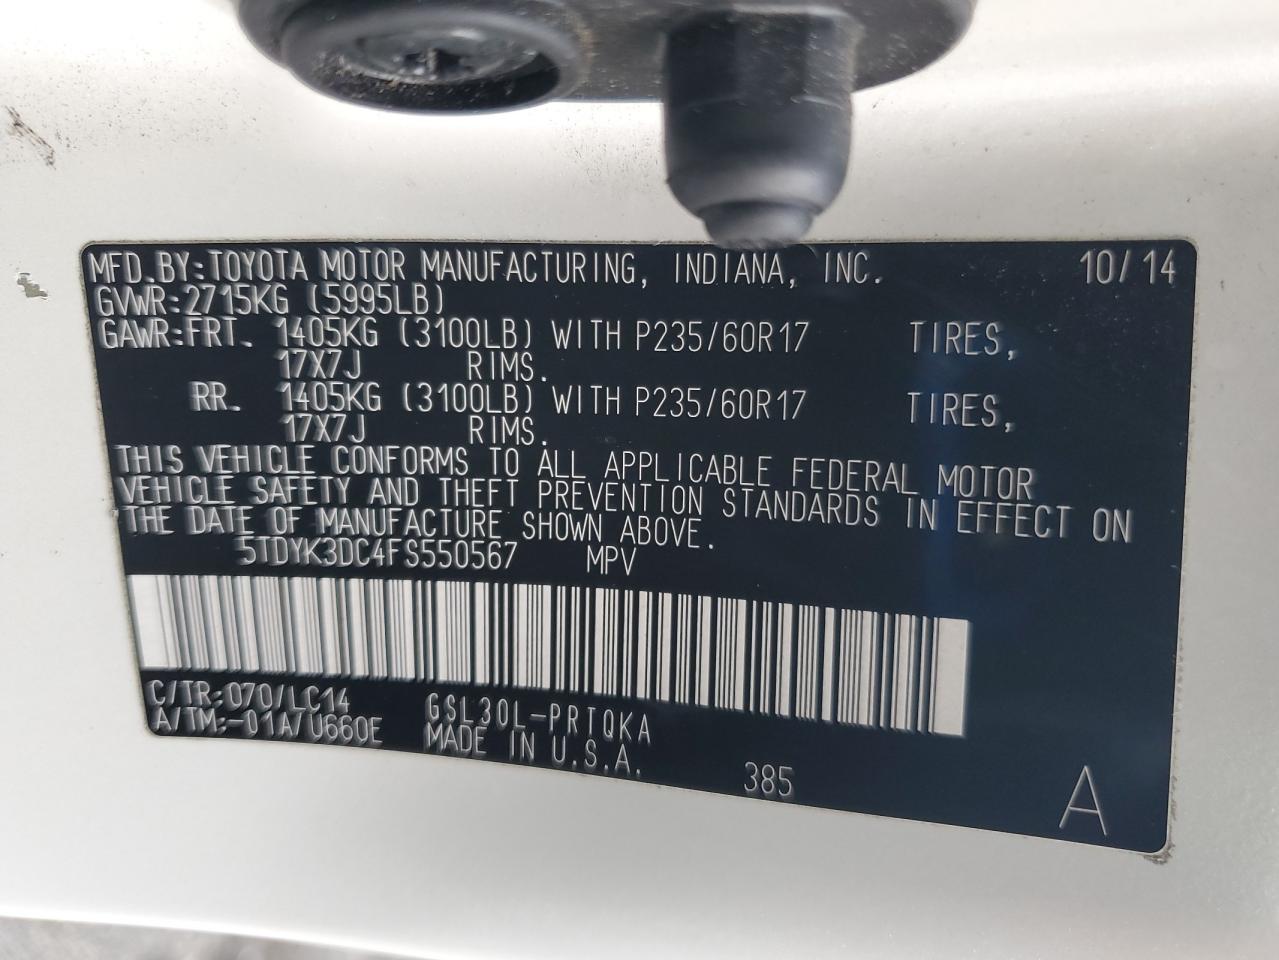 MFD.BY:TOYOTA MOTOR MANUFACTURING, INDIANA, INC. 10/14
GVWR:2715KG (5995LB)
GAWR:FRT. 1405KG (3100LB) WITH P235/60R17 TIRES,
17X7J RIMS.
RR. 1405KG (3100LB) WITH P235/60R17 TIRES,
17X7J RIMS.
THIS VEHICLE CONFORMS TO ALL APPLICABLE FEDERAL MOTOR
VEHICLE SAFETY AND THEFT PREVENTION STANDARDS IN EFFECT ON
THE DATE OF MANUFACTURE SHOWN ABOVE.
5TDYK3DC4FS550567 MPV
C/TR:070/LC14 GSL30L-PRTQKA
A/TM:-01A/U660E MADE IN U.S.A.
385 A